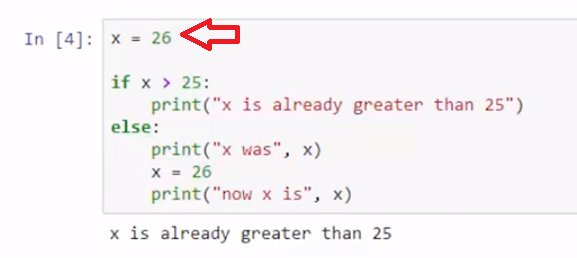 In [4]: x = 26
if x > 25:
    print("x is already greater than 25")
else:
    print("x was", x)
    x = 26
    print("now x is", x)
x is already greater than 25